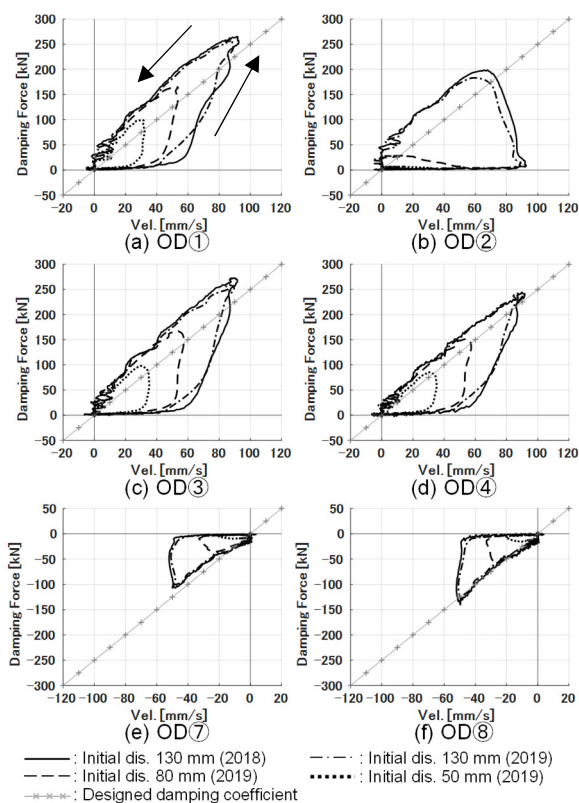 300
250
200
150
100
50
0
−50
Damping Force [kN]
−20 0 20 40 60 80 100 120
Vel. [mm/s]
(a) OD①
300
250
200
150
100
50
0
−50
Damping Force [kN]
−20 0 20 40 60 80 100 120
Vel. [mm/s]
(b) OD②
300
250
200
150
100
50
0
−50
Damping Force [kN]
−20 0 20 40 60 80 100 120
Vel. [mm/s]
(c) OD③
300
250
200
150
100
50
0
−50
Damping Force [kN]
−20 0 20 40 60 80 100 120
Vel. [mm/s]
(d) OD④
50
0
−50
−100
−150
−200
−250
−300
Damping Force [kN]
−120 −100 −80 −60 −40 −20 0 20
Vel. [mm/s]
(e) OD⑦
50
0
−50
−100
−150
−200
−250
−300
Damping Force [kN]
−120 −100 −80 −60 −40 −20 0 20
Vel. [mm/s]
(f) OD⑧
: Initial dis. 130 mm (2018) : Initial dis. 130 mm (2019)
: Initial dis. 80 mm (2019) : Initial dis. 50 mm (2019)
: Designed damping coefficient